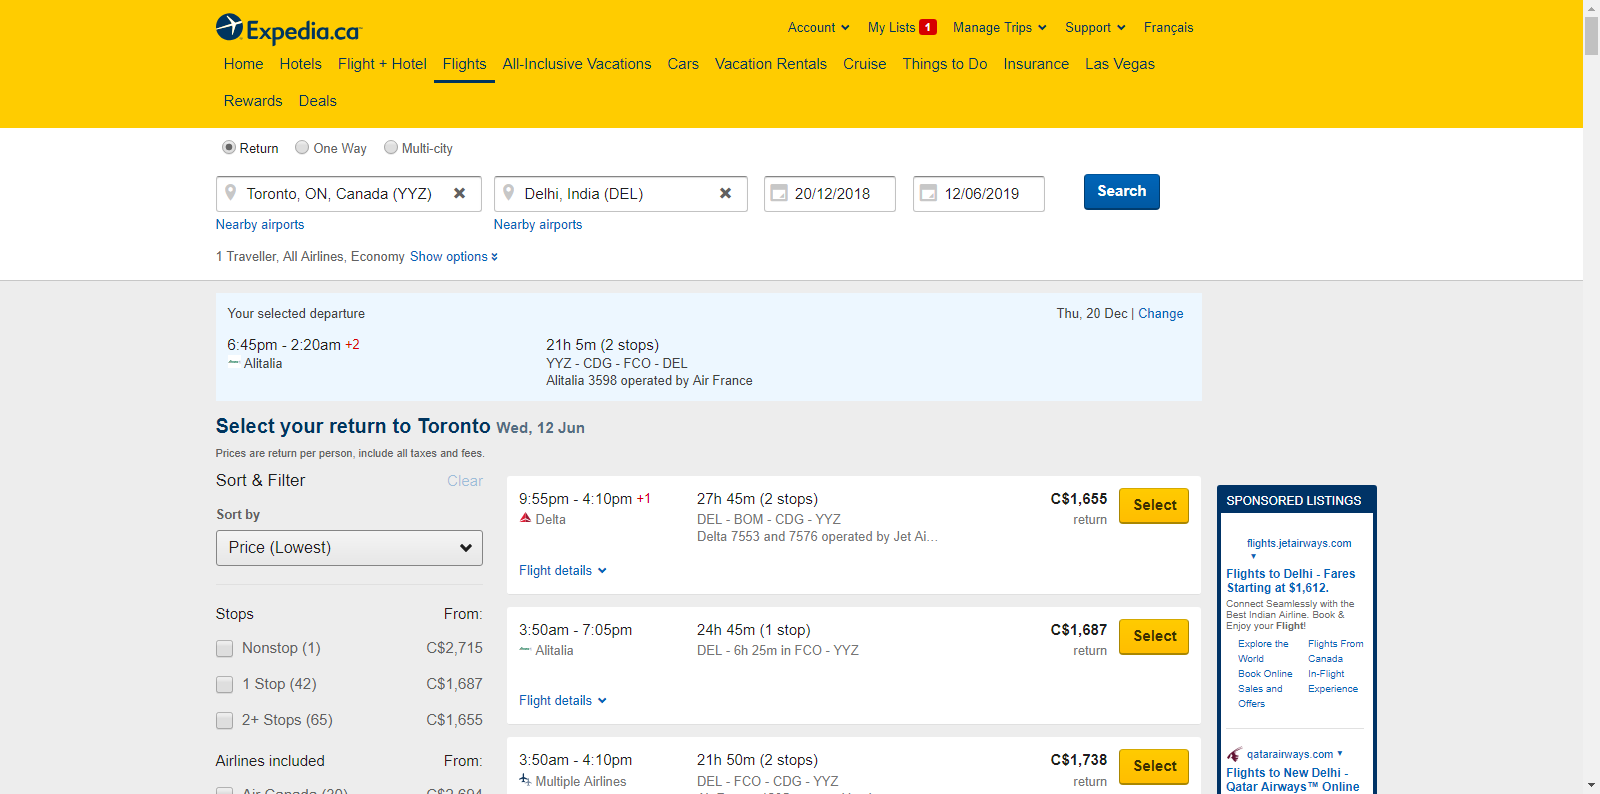 Expedia.ca
Account
My Lists 1
Manage Trips
Support
Français
Home
Hotels
Flight + Hotel
Flights
All-Inclusive Vacations
Cars
Vacation Rentals
Cruise
Things to Do
Insurance
Las Vegas
Rewards
Deals
Return
One Way
Multi-city
Toronto, ON, Canada (YYZ)
Delhi, India (DEL)
20/12/2018
12/06/2019
Search
Nearby airports
Nearby airports
1 Traveller, All Airlines, Economy Show options
Your selected departure
Thu, 20 Dec | Change
6:45pm - 2:20am +2
Alitalia
21h 5m (2 stops)
YYZ - CDG - FCO - DEL
Alitalia 3598 operated by Air France
Select your return to Toronto Wed, 12 Jun
Prices are return per person, include all taxes and fees.
Sort & Filter
Clear
Sort by
Price (Lowest)
Stops
From:
Nonstop (1)
C$2,715
1 Stop (42)
C$1,687
2+ Stops (65)
C$1,655
Airlines included
From:
9:55pm - 4:10pm +1
Delta
27h 45m (2 stops)
DEL - BOM - CDG - YYZ
Delta 7553 and 7576 operated by Jet Ai...
C$1,655
return
Select
Flight details
3:50am - 7:05pm
Alitalia
24h 45m (1 stop)
DEL - 6h 25m in FCO - YYZ
C$1,687
return
Select
Flight details
3:50am - 4:10pm
Multiple Airlines
21h 50m (2 stops)
DEL - FCO - CDG - YYZ
C$1,738
return
Select
SPONSORED LISTINGS
flights.jetairways.com
Flights to Delhi - Fares
Starting at $1,612.
Connect Seamlessly with the
Best Indian Airline. Book &
Enjoy your Flight!
Explore the
World
Book Online
Sales and
Offers
Flights From
Canada
In-Flight
Experience
qatarairways.com
Flights to New Delhi -
Qatar Airways™ Online